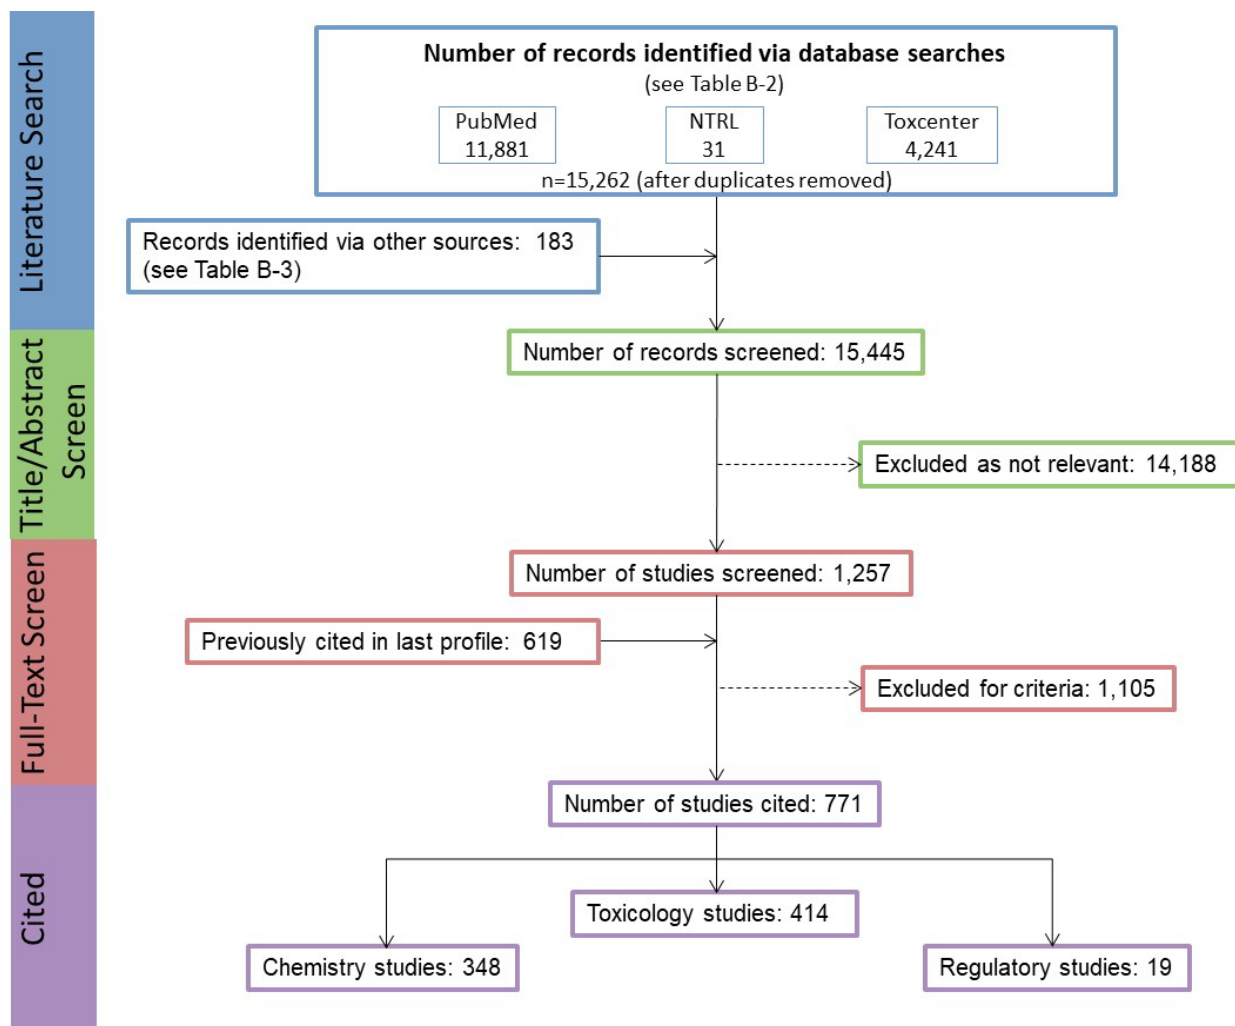 Literature Search
Number of records identified via database searches
(see Table B-2)
PubMed
11,881
NTRL
31
Toxcenter
4,241
n=15,262 (after duplicates removed)
Records identified via other sources: 183
(see Table B-3)
Title/Abstract
Screen
Number of records screened: 15,445
Excluded as not relevant: 14,188
Full-Text Screen
Number of studies screened: 1,257
Previously cited in last profile: 619
Excluded for criteria: 1,105
Cited
Number of studies cited: 771
Toxicology studies: 414
Chemistry studies: 348
Regulatory studies: 19